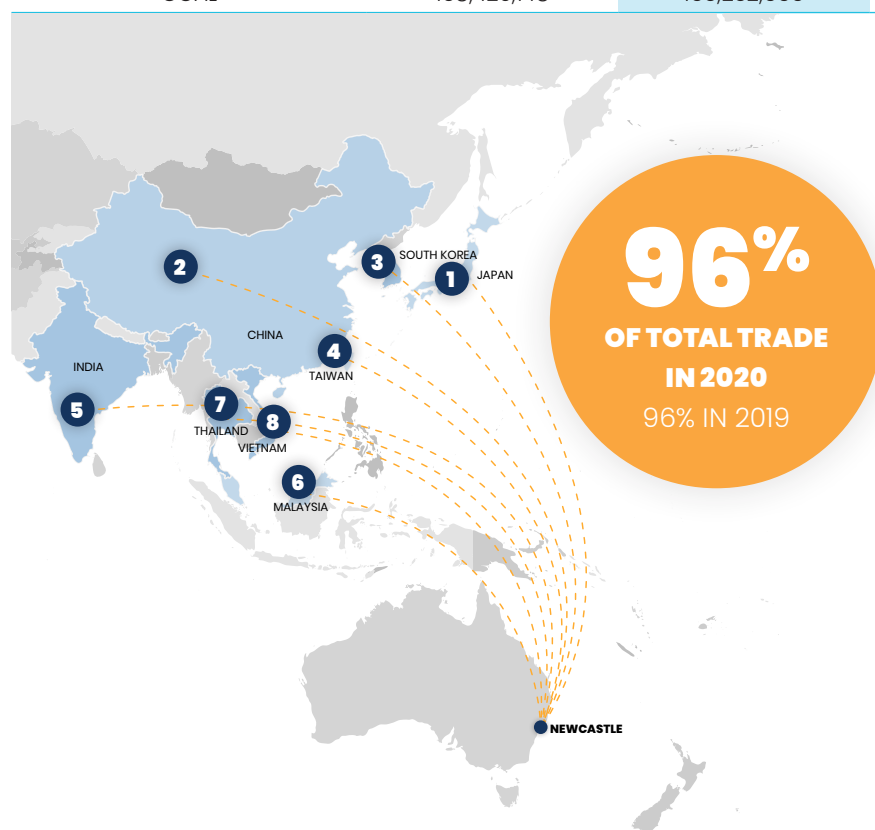 3
SOUTH KOREA
2
1
JAPAN
CHINA
4
TAIWAN
INDIA
5
7
THAILAND
8
VIETNAM
6
MALAYSIA
96%
OF TOTAL TRADE
IN 2020
96% IN 2019
NEWCASTLE